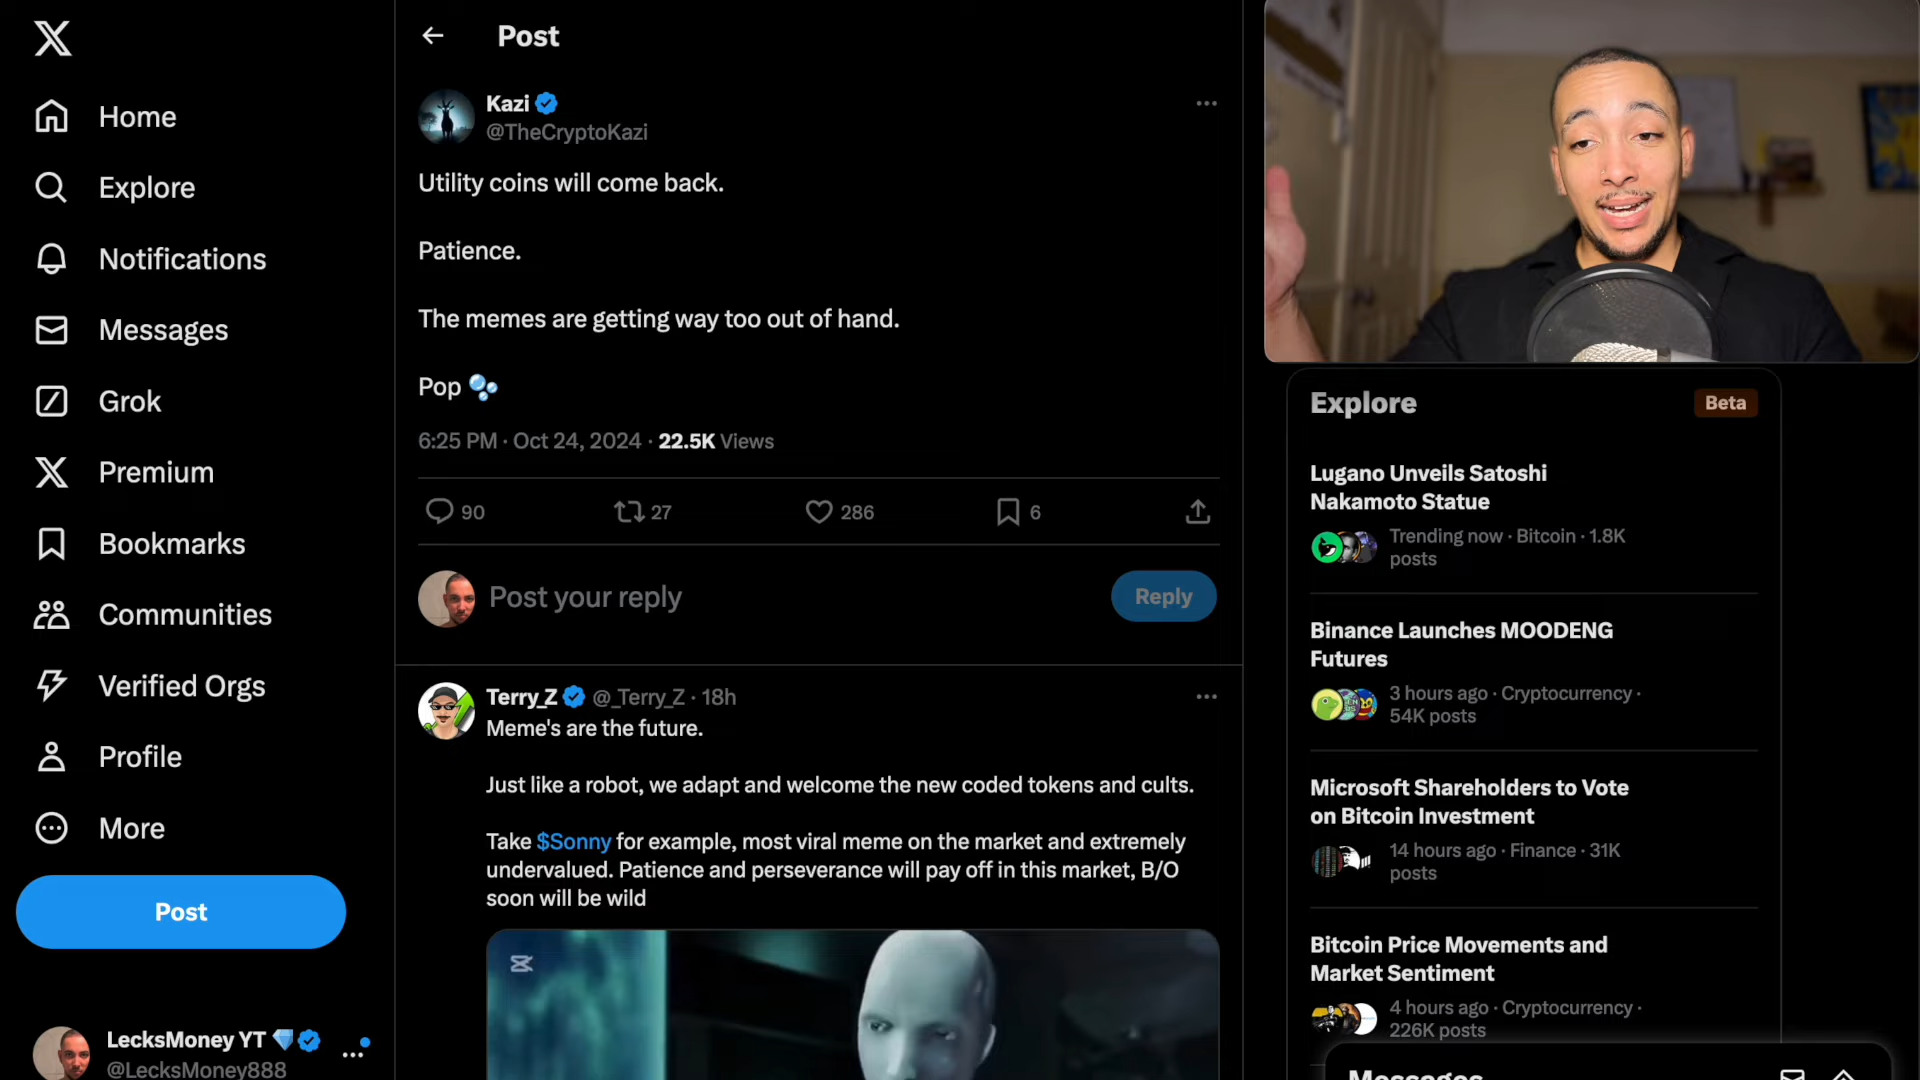 Home
Explore
Notifications
Messages
Grok
Premium
Bookmarks
Communities
Verified Orgs
Profile
More
Post
LecksMoney YT
@LecksMoney888
Post
Kazi
@TheCryptoKazi
Utility coins will come back.
Patience.
The memes are getting way too out of hand.
Pop 🫧
6:25 PM · Oct 24, 2024 · 22.5K Views
90 27 286 6
Post your reply
Reply
Terry_Z @_Terry_Z · 18h
Meme's are the future.
Just like a robot, we adapt and welcome the new coded tokens and cults.
Take $Sonny for example, most viral meme on the market and extremely
undervalued. Patience and perseverance will pay off in this market, B/O
soon will be wild
Explore
Beta
Lugano Unveils Satoshi
Nakamoto Statue
Trending now · Bitcoin · 1.8K
posts
Binance Launches MOODENG
Futures
3 hours ago · Cryptocurrency ·
54K posts
Microsoft Shareholders to Vote
on Bitcoin Investment
14 hours ago · Finance · 31K
posts
Bitcoin Price Movements and
Market Sentiment
4 hours ago · Cryptocurrency ·
226K posts
Messages